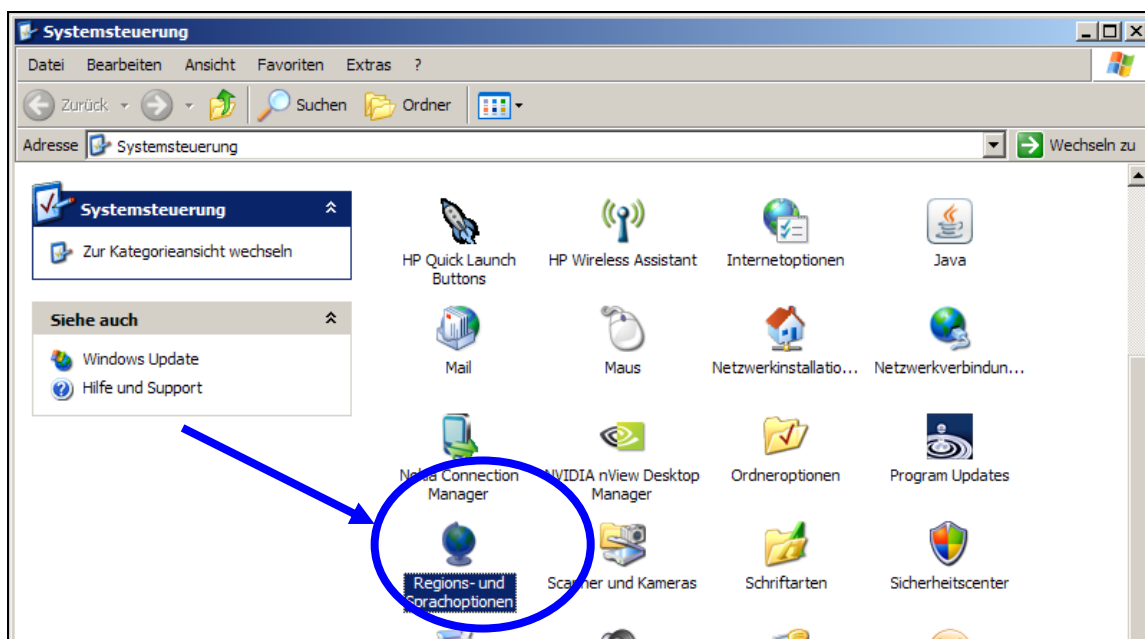 Systemsteuerung
Datei Bearbeiten Ansicht Favoriten Extras ?
Zurück Suchen Ordner
Adresse Systemsteuerung Wechseln zu
Systemsteuerung
Zur Kategorieansicht wechseln
Siehe auch
Windows Update
Hilfe und Support
HP Quick Launch
Buttons
HP Wireless Assistant
Internetoptionen
Java
Mail
Maus
Netzwerkinstallatio...
Netzwerkverbindun...
Nokia Connection
Manager
NVIDIA nView Desktop
Manager
Ordneroptionen
Program Updates
Regions- und
Sprachoptionen
Scanner und Kameras
Schriftarten
Sicherheitscenter